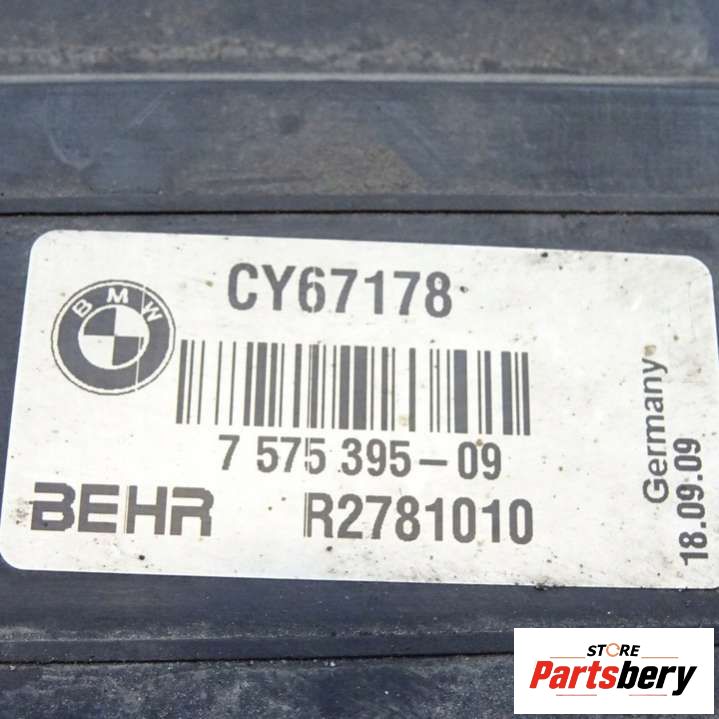 CY67178
BMW
7 575 395-09
BEHR R2781010
Germany
18.09.09
STORE
Partsbery